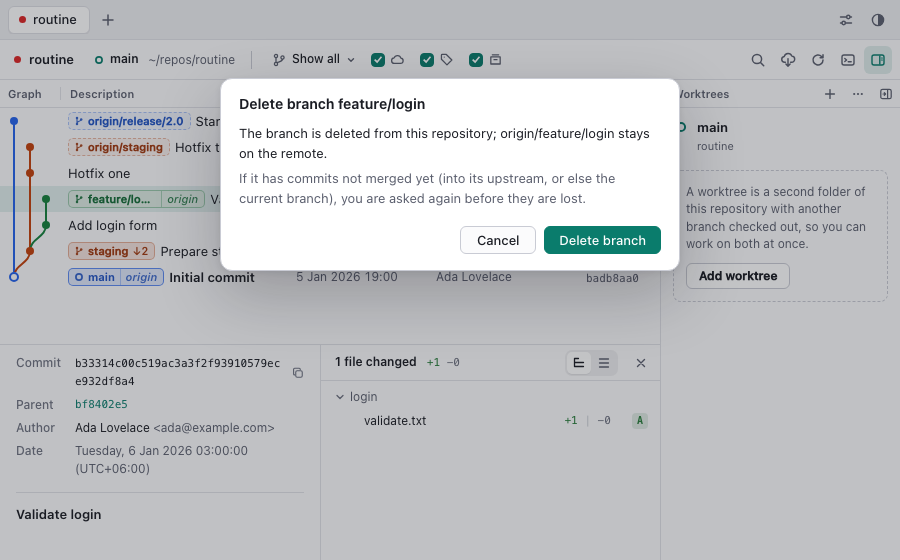 routine
routine
main
~/repos/routine
Show all
Graph
Description
Worktrees
origin/release/2.0
Star
origin/staging
Hotfix t
Hotfix one
feature/lo...
origin
Add login form
staging ↓2
Prepare st
main
origin
Initial commit
5 Jan 2026 19:00
Ada Lovelace
badb8aa0
Delete branch feature/login
The branch is deleted from this repository; origin/feature/login stays
on the remote.
If it has commits not merged yet (into its upstream, or else the
current branch), you are asked again before they are lost.
Cancel
Delete branch
main
routine
A worktree is a second folder of
this repository with another
branch checked out, so you can
work on both at once.
Add worktree
Commit
b33314c00c519ac3a3f2f93910579ec
e932df8a4
Parent
bf8402e5
Author
Ada Lovelace <ada@example.com>
Date
Tuesday, 6 Jan 2026 03:00:00
(UTC+06:00)
Validate login
1 file changed
+1 −0
login
validate.txt
+1
−0
A